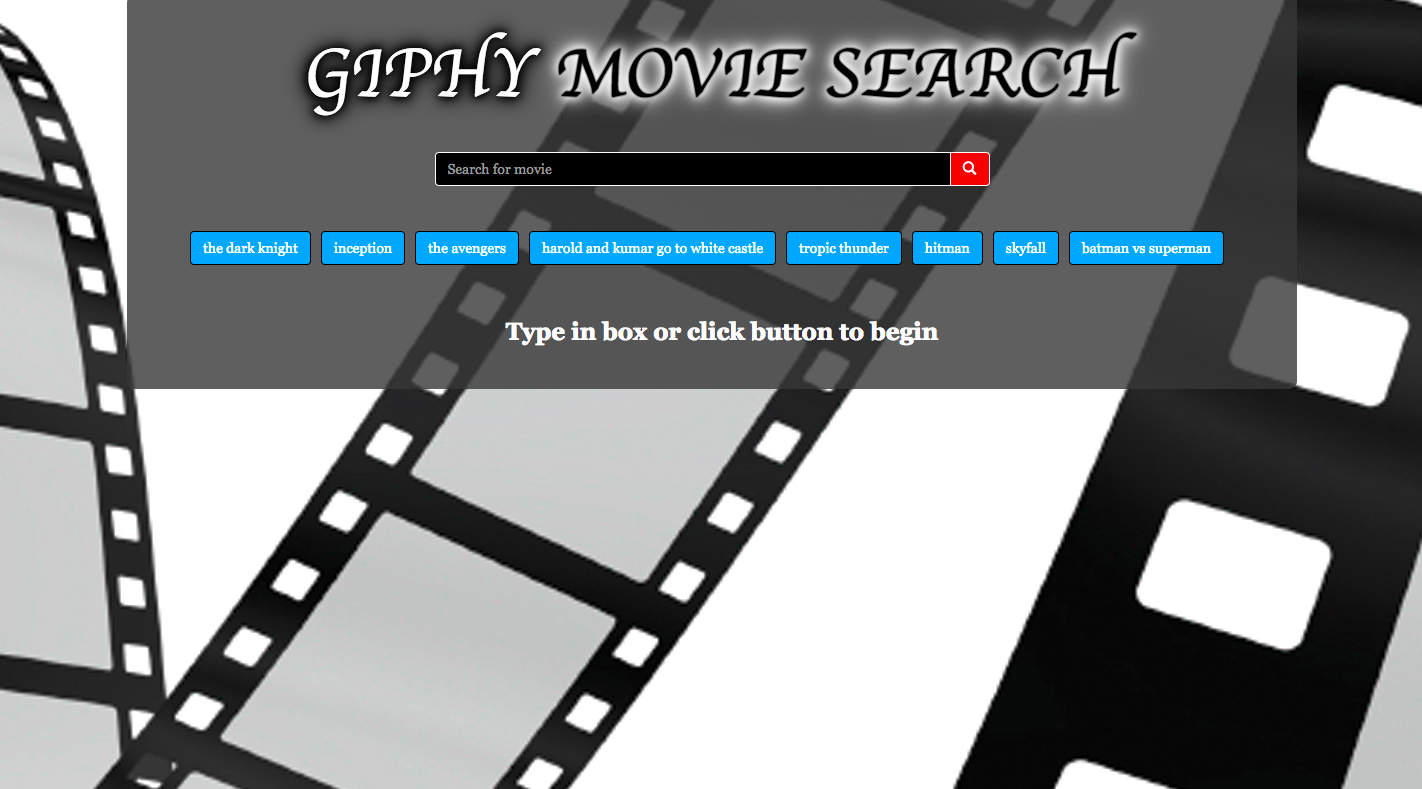 GIPHY MOVIE SEARCH
Search for movie
the dark knight inception the avengers harold and kumar go to white castle tropic thunder hitman skyfall batman vs superman
Type in box or click button to begin